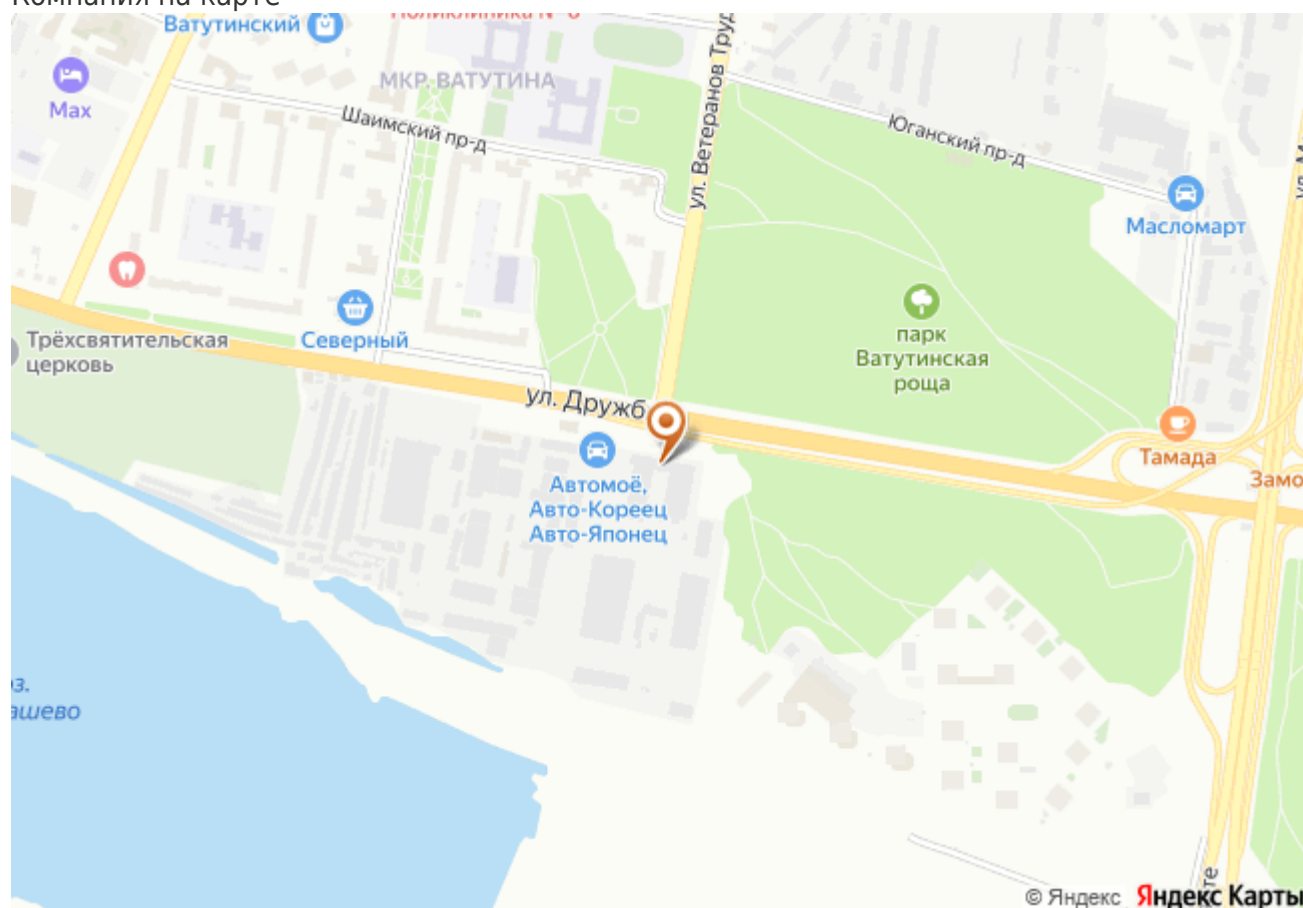 Компания на карте
Поликлиника № 6
Ватутинский
МКР. ВАТУТИНА
Max
Шаимский пр-д
ул. Ветеранов Труд
Юганский пр-д
Масломарт
парк
Ватутинская
роща
Трёхсвятительская
церковь
Северный
ул. Дружб
Автомоё,
Авто-Кореец
Авто-Японец
Тамада
Замо
оз.
ашево
© Яндекс Яндекс Карты